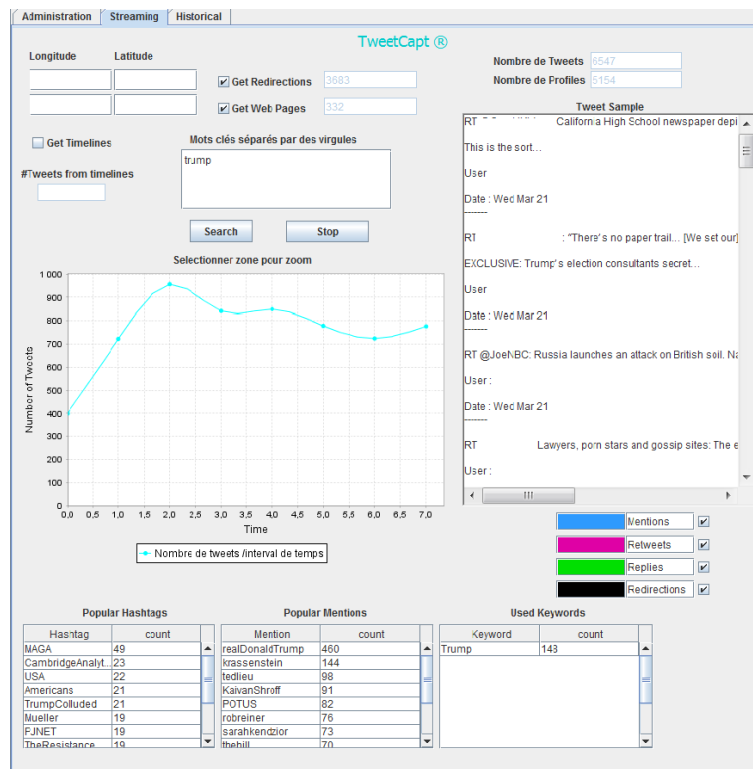 Administration Streaming Historical
TweetCapt ®
Longitude Latitude
Get Redirections 3683
Get Web Pages 332
Nombre de Tweets 6547
Nombre de Profiles 5154
Get Timelines
#Tweets from timelines
Mots clés séparés par des virgules
trump
Search Stop
Tweet Sample
RT California High School newspaper depi
This is the sort...
User
Date : Wed Mar 21
-------
RT : "There's no paper trail... [We set our]
EXCLUSIVE: Trump's election consultants secret...
User
Date : Wed Mar 21
-------
RT @JoeNBC: Russia launches an attack on British soil. Na
User :
Date : Wed Mar 21
-------
RT Lawyers, porn stars and gossip sites: The e
User :
Selectionner zone pour zoom
Number of Tweets
1 000
900
800
700
600
500
400
300
200
100
0
0,0 0,5 1,0 1,5 2,0 2,5 3,0 3,5 4,0 4,5 5,0 5,5 6,0 6,5 7,0
Time
Nombre de tweets /interval de temps
Mentions
Retweets
Replies
Redirections
Popular Hashtags
Hashtag count
MAGA 49
CambridgeAnalyt... 23
USA 22
Americans 21
TrumpColluded 21
Mueller 19
FJNET 19
TheResistance 19
Popular Mentions
Mention count
realDonaldTrump 460
krassenstein 144
tedlieu 98
KaivanShroff 91
POTUS 82
robreiner 76
sarahkendzior 73
thehill 70
Used Keywords
Keyword count
Trump 143